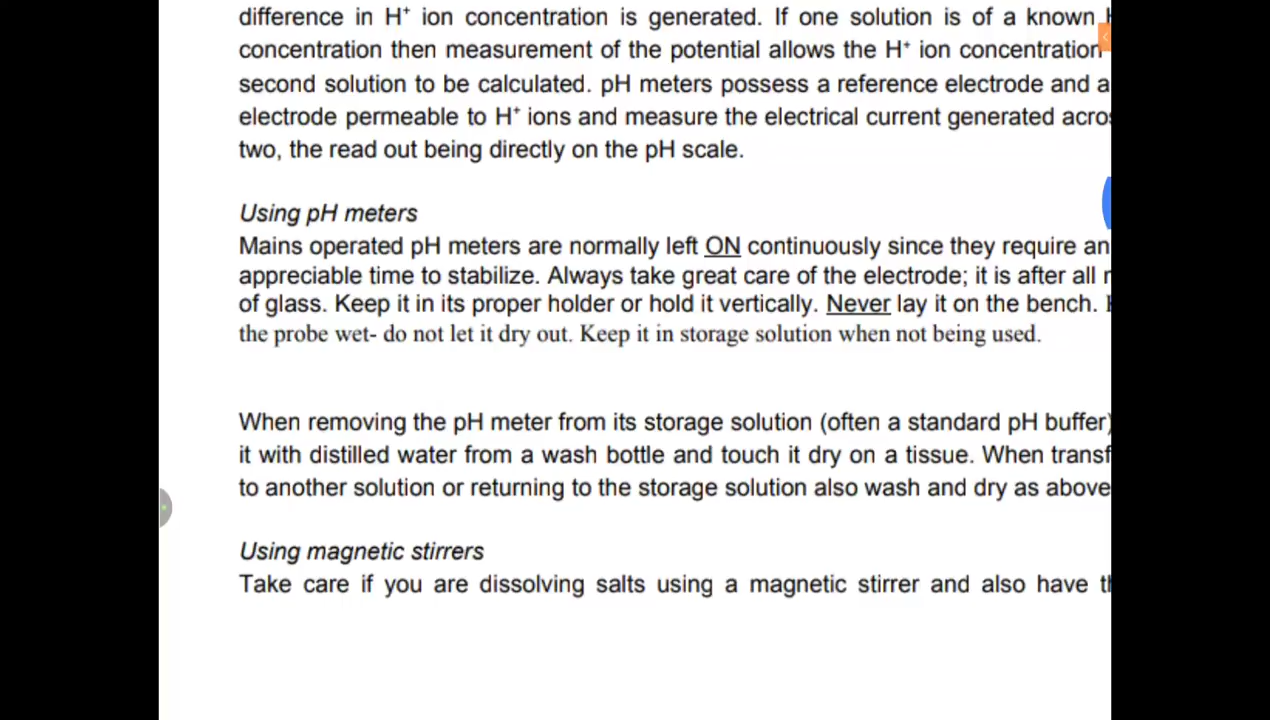 difference in H⁺ ion concentration is generated. If one solution is of a known
concentration then measurement of the potential allows the H⁺ ion concentration
second solution to be calculated. pH meters possess a reference electrode and a
electrode permeable to H⁺ ions and measure the electrical current generated
two, the read out being directly on the pH scale.
Using pH meters
Mains operated pH meters are normally left ON continuously since they require an
appreciable time to stabilize. Always take great care of the electrode; it is after all
of glass. Keep it in its proper holder or hold it vertically. Never lay it on the bench.
the probe wet- do not let it dry out. Keep it in storage solution when not being used.
When removing the pH meter from its storage solution (often a standard pH buffer)
it with distilled water from a wash bottle and touch it dry on a tissue. When
to another solution or returning to the storage solution also wash and dry as above
Using magnetic stirrers
Take care if you are dissolving salts using a magnetic stirrer and also have